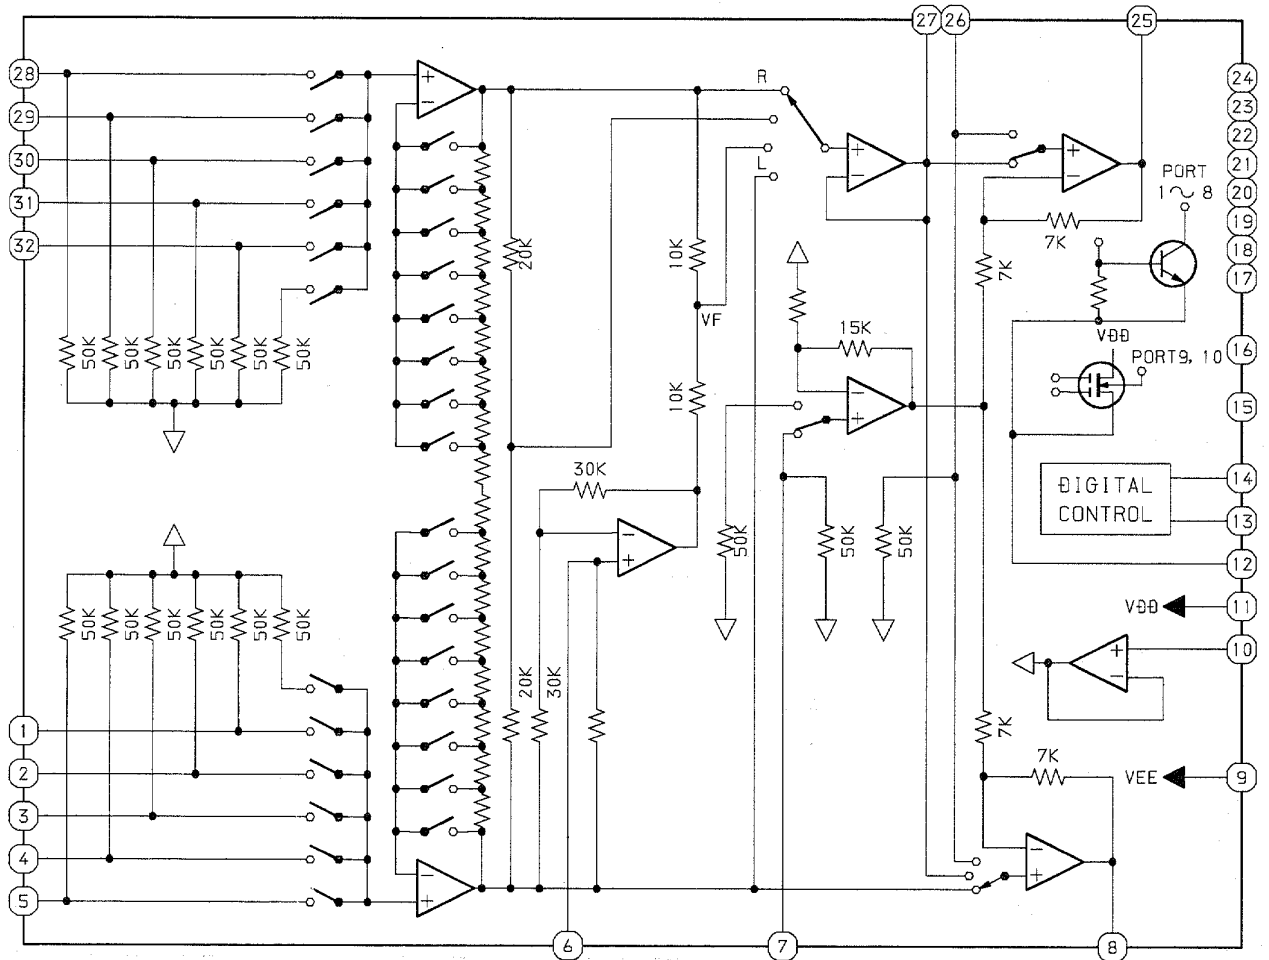 27 26 25
28 + R 24
− 23
29 22
30 + L + 21
− − PORT
31 1~8 20
7K 19
32 20K 10K 7K 18
17
VF
15K VDD
50K 50K 50K 50K 50K 50K PORT9, 10 16
10K − 15
+
30K DIGITAL 14
CONTROL 13
− 50K 50K 50K
+ 12
VDD 11
50K 50K 50K 50K 50K 50K + 10
−
20K 30K
1 7K
2 7K VEE 9
3
4 − −
5 + +
6 7 8